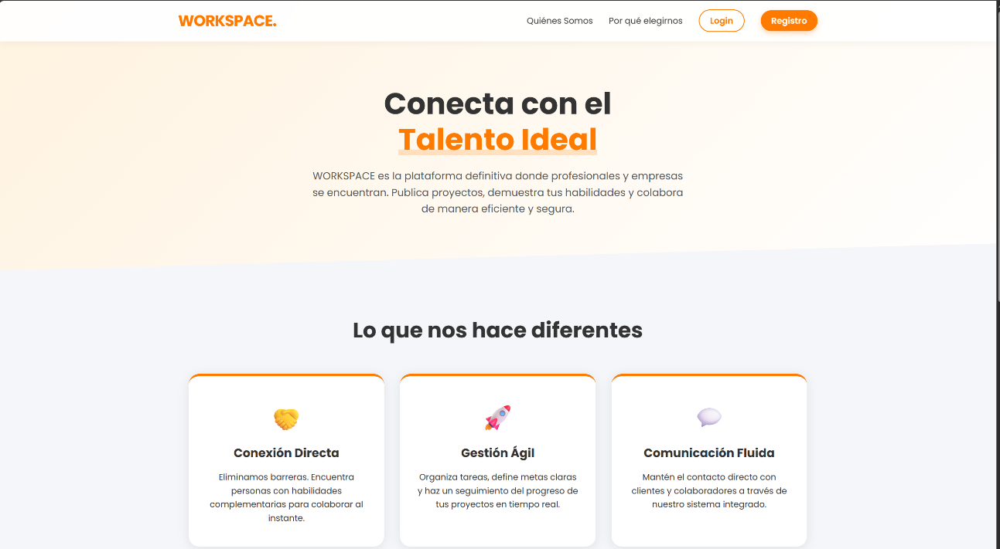 WORKSPACE.
Quiénes Somos
Por qué elegirnos
Login
Registro
Conecta con el
Talento Ideal
WORKSPACE es la plataforma definitiva donde profesionales y empresas
se encuentran. Publica proyectos, demuestra tus habilidades y colabora
de manera eficiente y segura.
Lo que nos hace diferentes
Conexión Directa
Eliminamos barreras. Encuentra
personas con habilidades
complementarias para colaborar al
instante.
Gestión Ágil
Organiza tareas, define metas claras
y haz un seguimiento del progreso de
tus proyectos en tiempo real.
Comunicación Fluida
Mantén el contacto directo con
clientes y colaboradores a través de
nuestro sistema integrado.